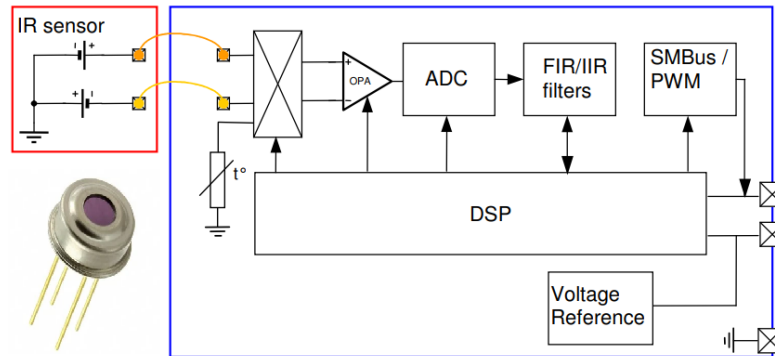 IR sensor
OPA
ADC
FIR/IIR
filters
SMBus /
PWM
t°
DSP
Voltage
Reference